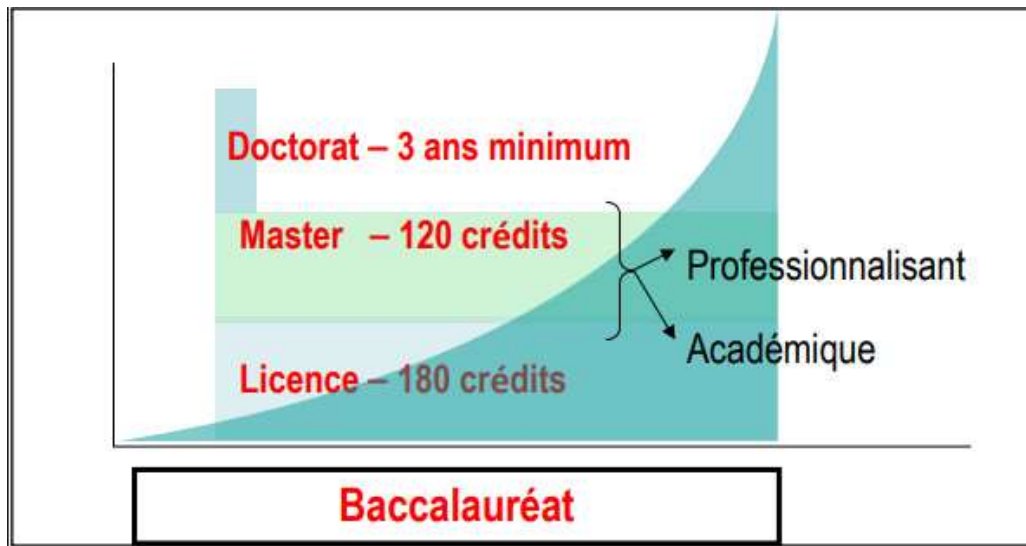 Doctorat – 3 ans minimum
Master – 120 crédits
Professionnalisant
Académique
Licence – 180 crédits
Baccalauréat